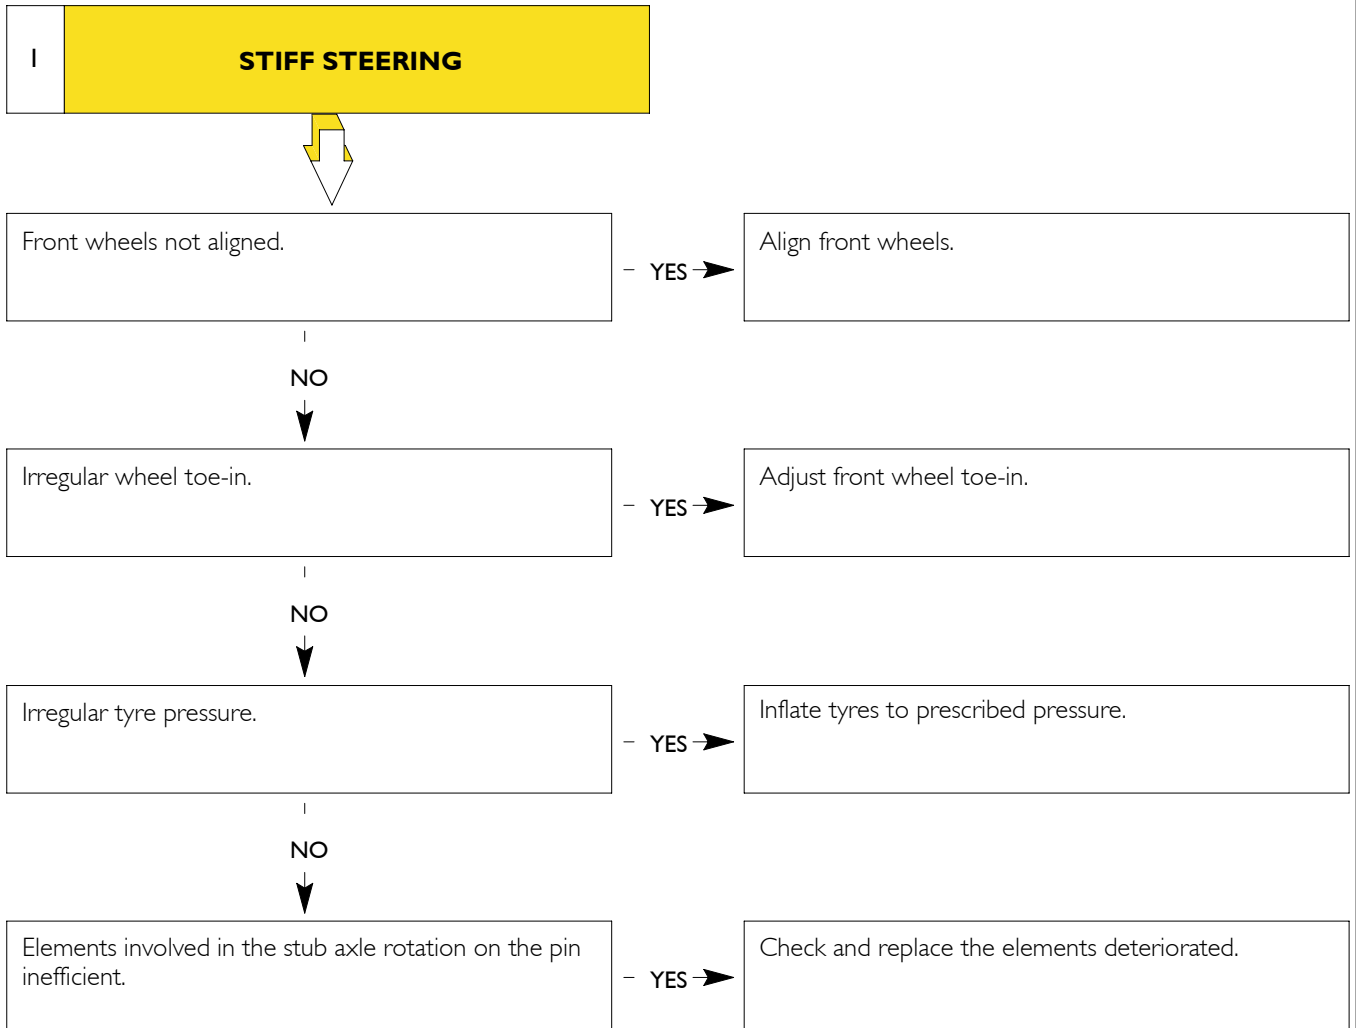 1
STIFF STEERING
Front wheels not aligned.
YES
Align front wheels.
NO
Irregular wheel toe-in.
YES
Adjust front wheel toe-in.
NO
Irregular tyre pressure.
YES
Inflate tyres to prescribed pressure.
NO
Elements involved in the stub axle rotation on the pin
inefficient.
YES
Check and replace the elements deteriorated.